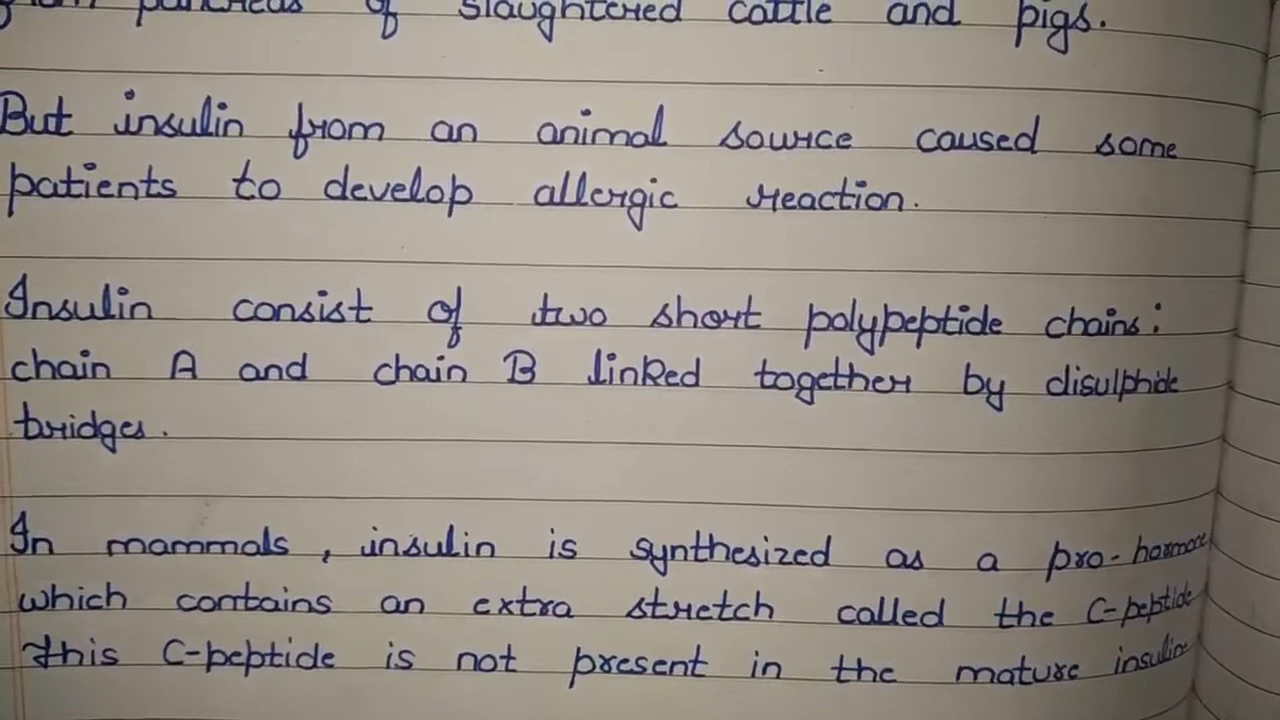 from pancreas of slaughtered cattle and pigs.
But insulin from an animal source caused some
patients to develop allergic reaction.
Insulin consist of two short polypeptide chains:
chain A and chain B linked together by disulphide
bridges.
In mammals, insulin is synthesized as a pro-hormone
which contains an extra stretch called the C-peptide
this C-peptide is not present in the mature insulin